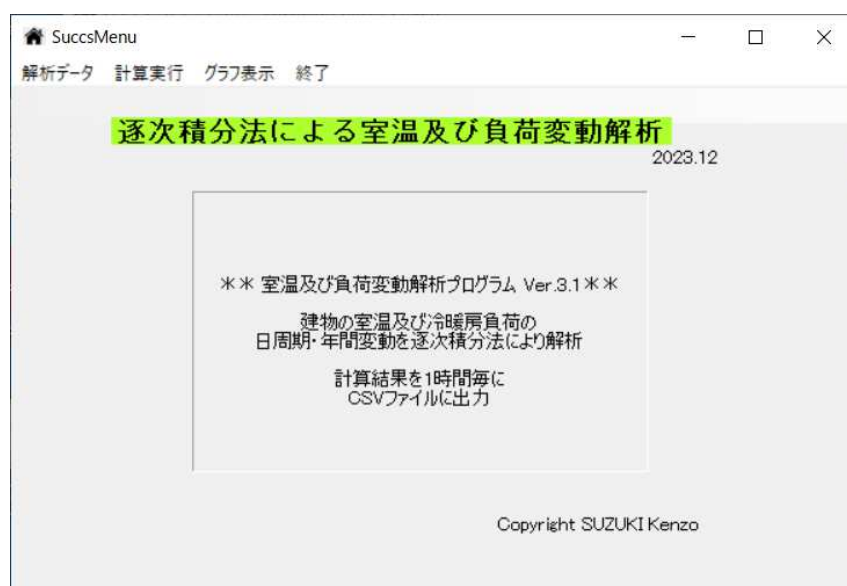 SuccsMenu
解析データ 計算実行 グラフ表示 終了
逐次積分法による室温及び負荷変動解析
2023.12
** 室温及び負荷変動解析プログラム Ver.3.1**
建物の室温及び冷暖房負荷の
日周期・年間変動を逐次積分法により解析
計算結果を1時間毎に
CSVファイルに出力
Copyright SUZUKI Kenzo